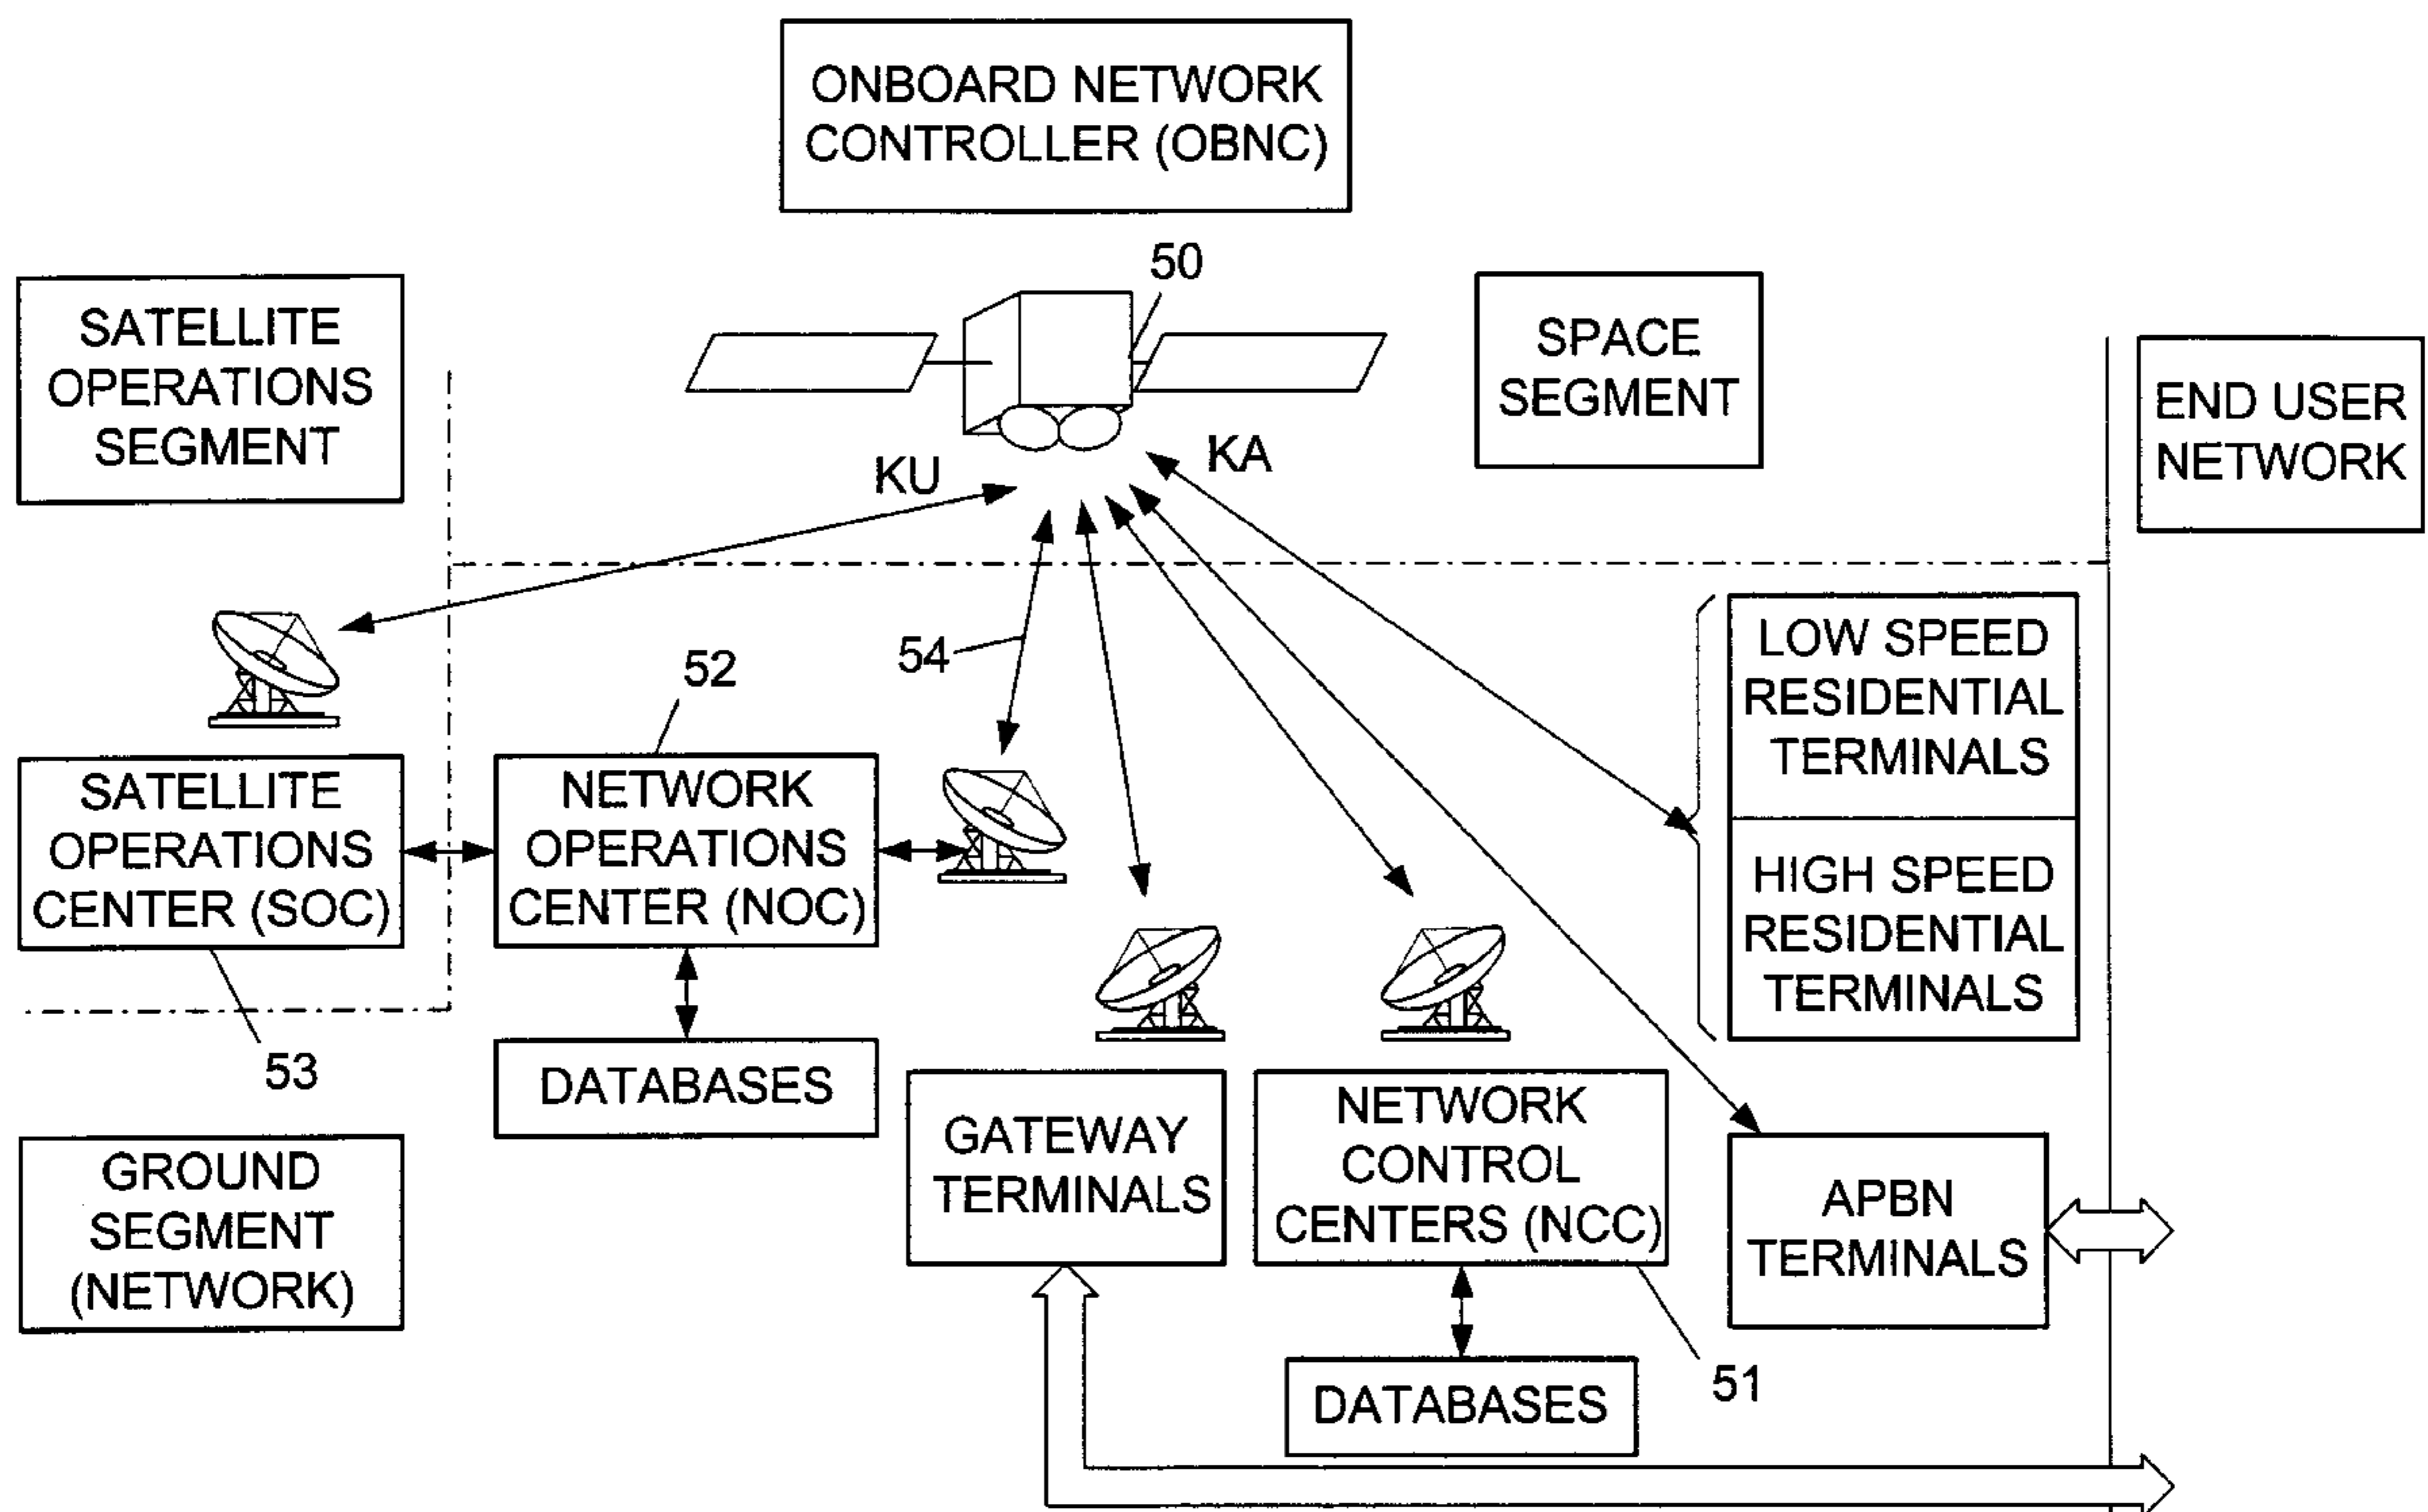 ONBOARD NETWORK
CONTROLLER (OBNC)
50
SATELLITE
OPERATIONS
SEGMENT
SPACE
SEGMENT
END USER
NETWORK
KU
KA
54
52
LOW SPEED
RESIDENTIAL
TERMINALS
HIGH SPEED
RESIDENTIAL
TERMINALS
SATELLITE
OPERATIONS
CENTER (SOC)
NETWORK
OPERATIONS
CENTER (NOC)
53
DATABASES
GATEWAY
TERMINALS
NETWORK
CONTROL
CENTERS (NCC)
APBN
TERMINALS
GROUND
SEGMENT
(NETWORK)
51
DATABASES